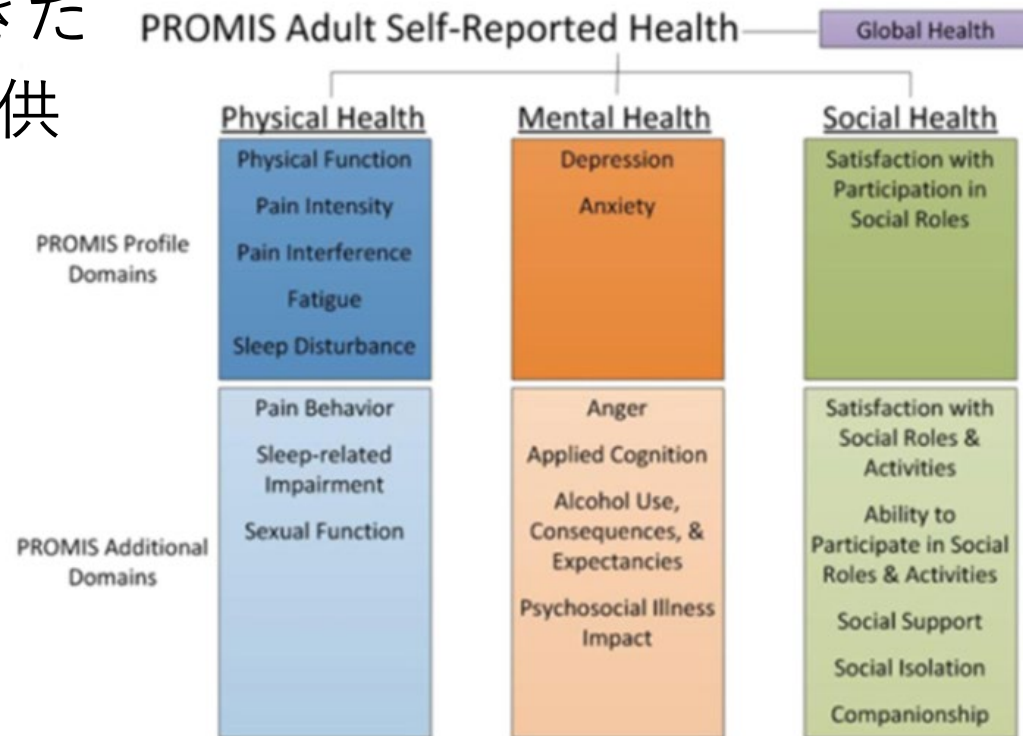 きた
供
PROMIS Adult Self-Reported Health
Global Health
Physical Health
Mental Health
Social Health
PROMIS Profile
Domains
Physical Function
Pain Intensity
Pain Interference
Fatigue
Sleep Disturbance
Depression
Anxiety
Satisfaction with
Participation in
Social Roles
PROMIS Additional
Domains
Pain Behavior
Sleep-related
Impairment
Sexual Function
Anger
Applied Cognition
Alcohol Use,
Consequences, &
Expectancies
Psychosocial Illness
Impact
Satisfaction with
Social Roles &
Activities
Ability to
Participate in Social
Roles & Activities
Social Support
Social Isolation
Companionship